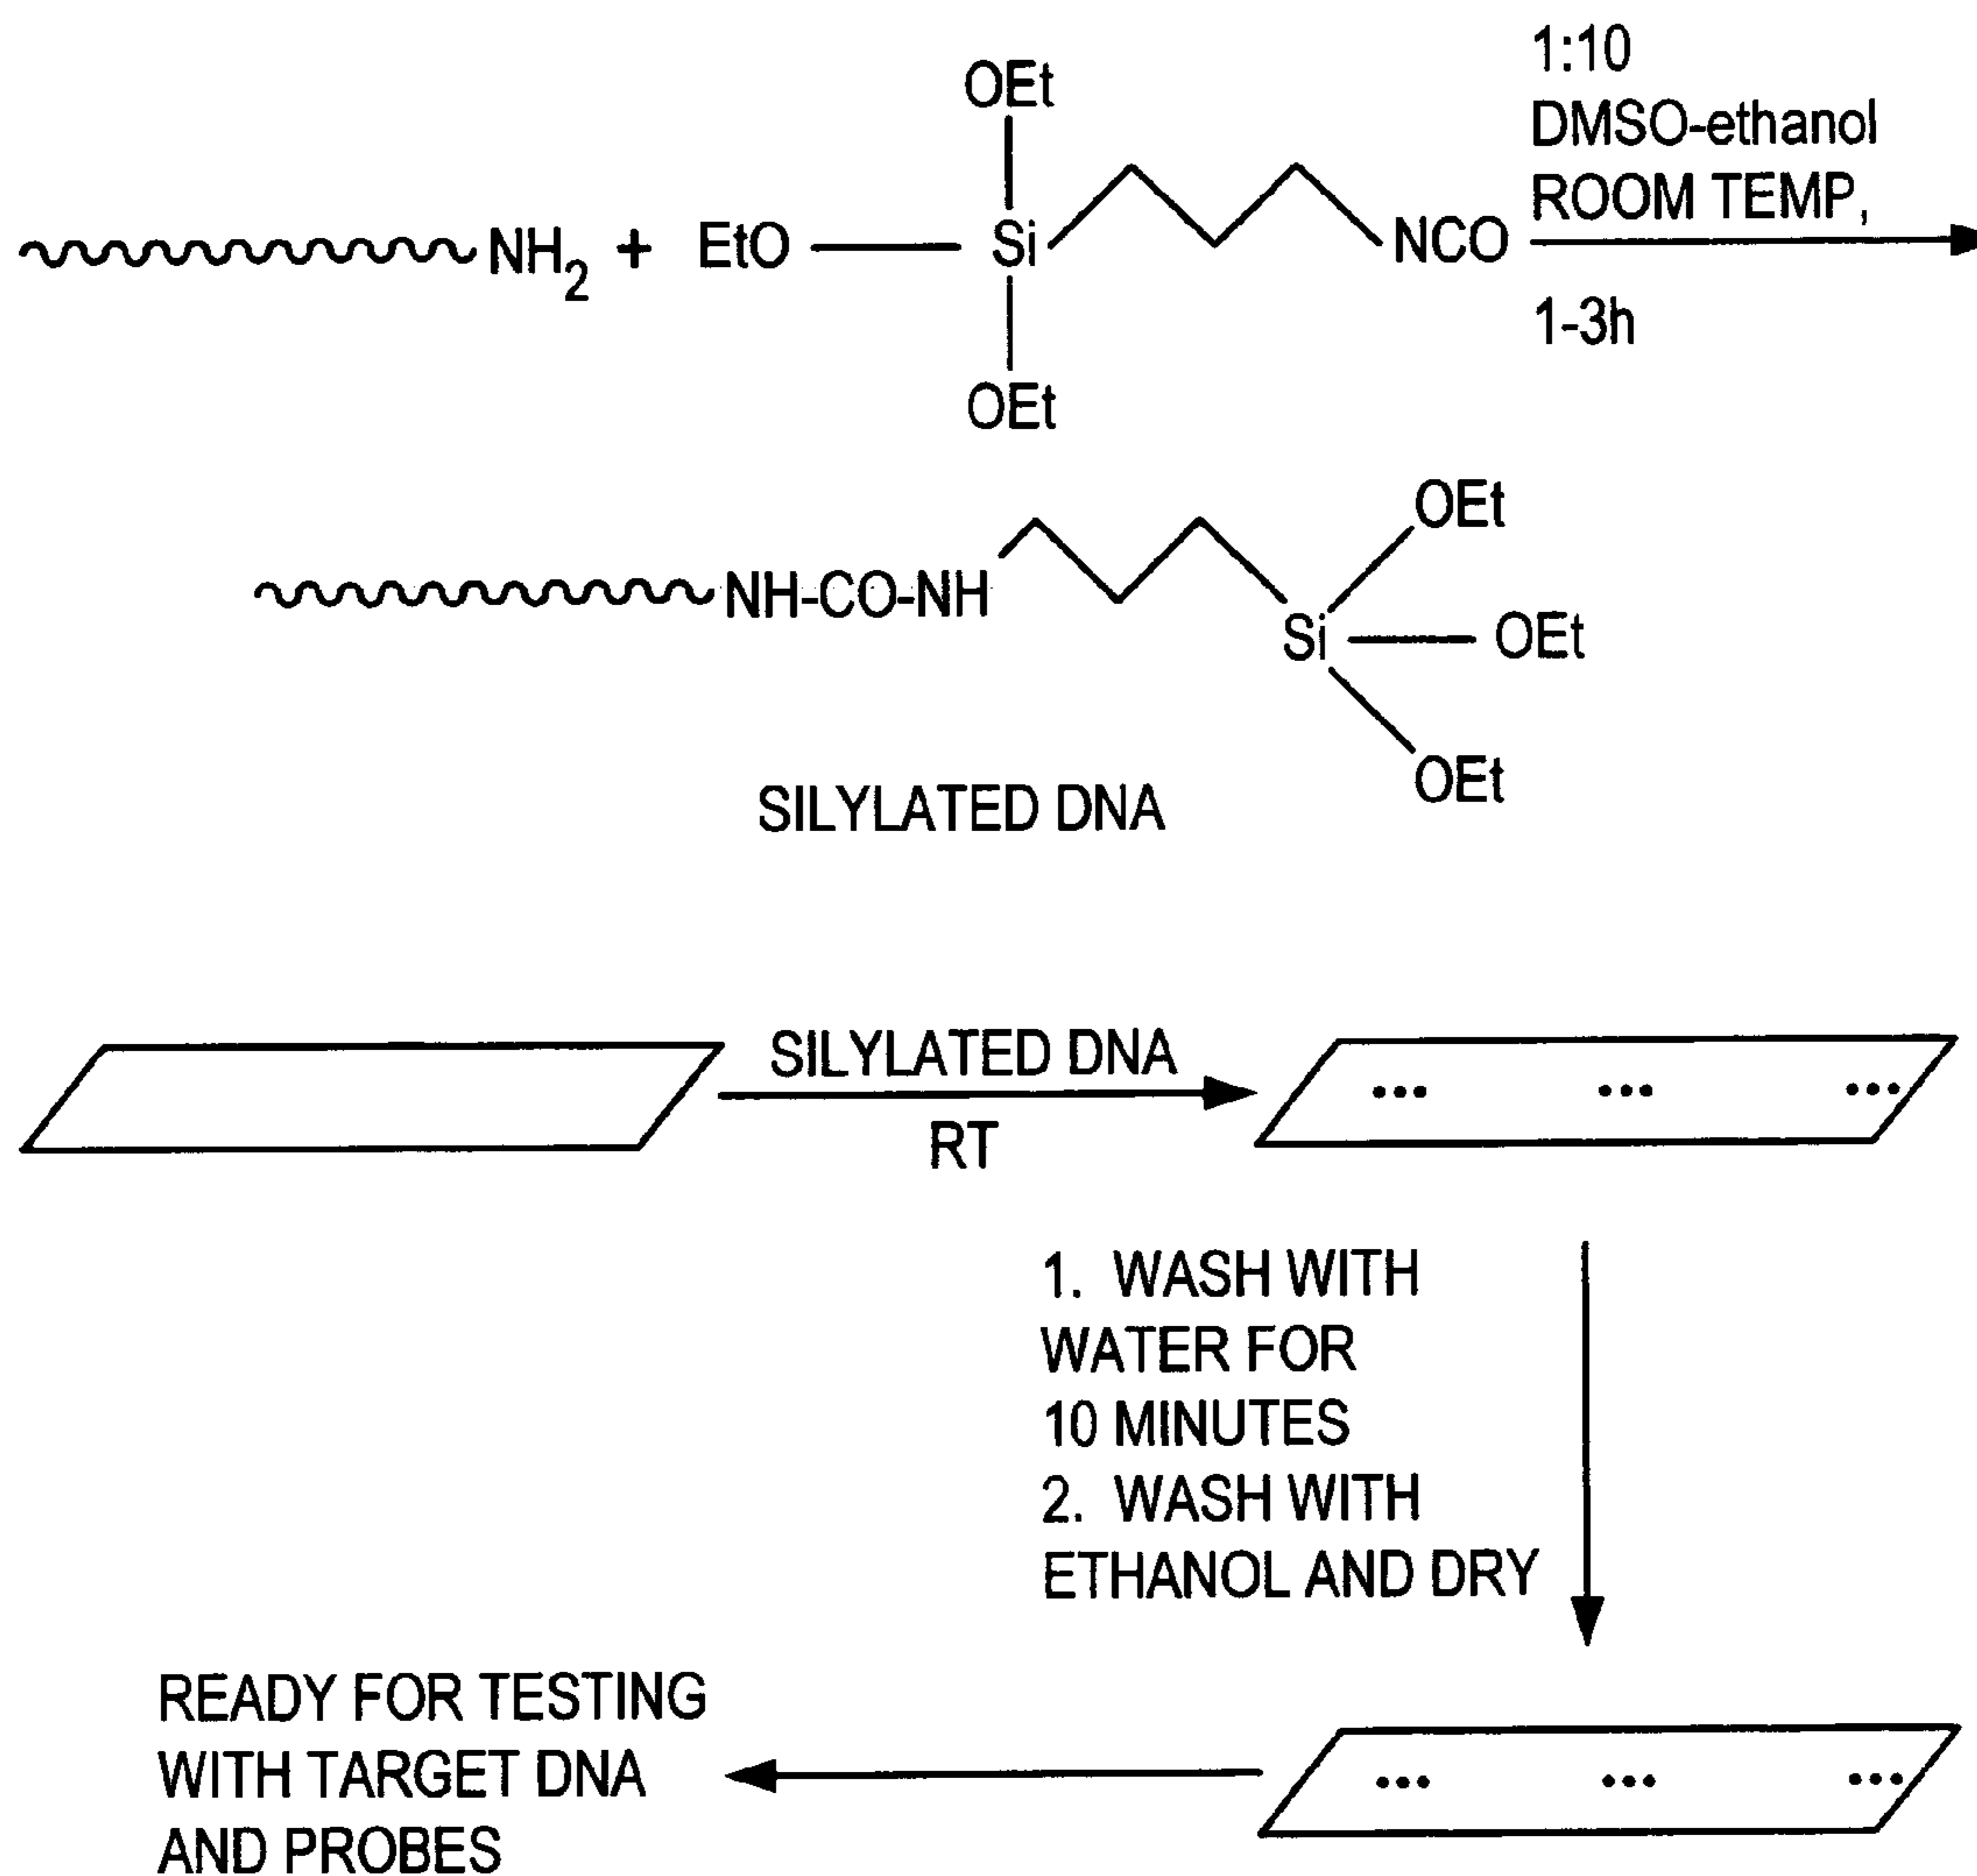 1:10
DMSO-ethanol
ROOM TEMP,
OEt
NH2 + EtO Si NCO
1-3h
OEt
OEt
NH-CO-NH
Si OEt
OEt
SILYLATED DNA
SILYLATED DNA
RT
1. WASH WITH
WATER FOR
10 MINUTES
2. WASH WITH
ETHANOL AND DRY
READY FOR TESTING
WITH TARGET DNA
AND PROBES